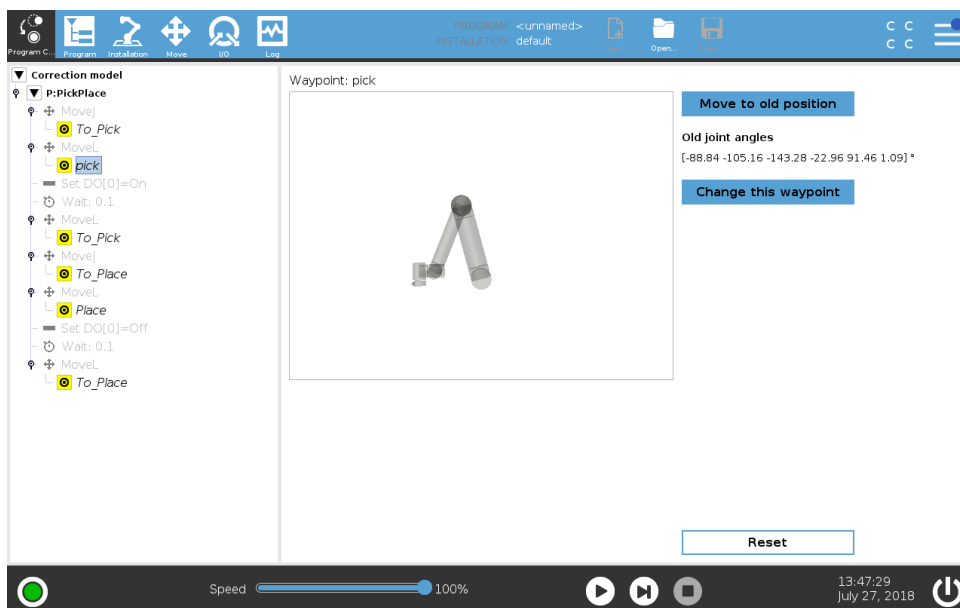 PROGRAM <unnamed>
INSTALLATION default
Program C...
Program
Installation
Move
I/O
Log
Open...
C C
C C
Correction model
P:PickPlace
MoveJ
To_Pick
MoveL
pick
Set DO[0]=On
Wait: 0.1
MoveL
To_Pick
MoveJ
To_Place
MoveL
Place
Set DO[0]=Off
Wait: 0.1
MoveL
To_Place
Waypoint: pick
Move to old position
Old joint angles
[-88.84 -105.16 -143.28 -22.96 91.46 1.09] °
Change this waypoint
Reset
Speed
100%
13:47:29
July 27, 2018